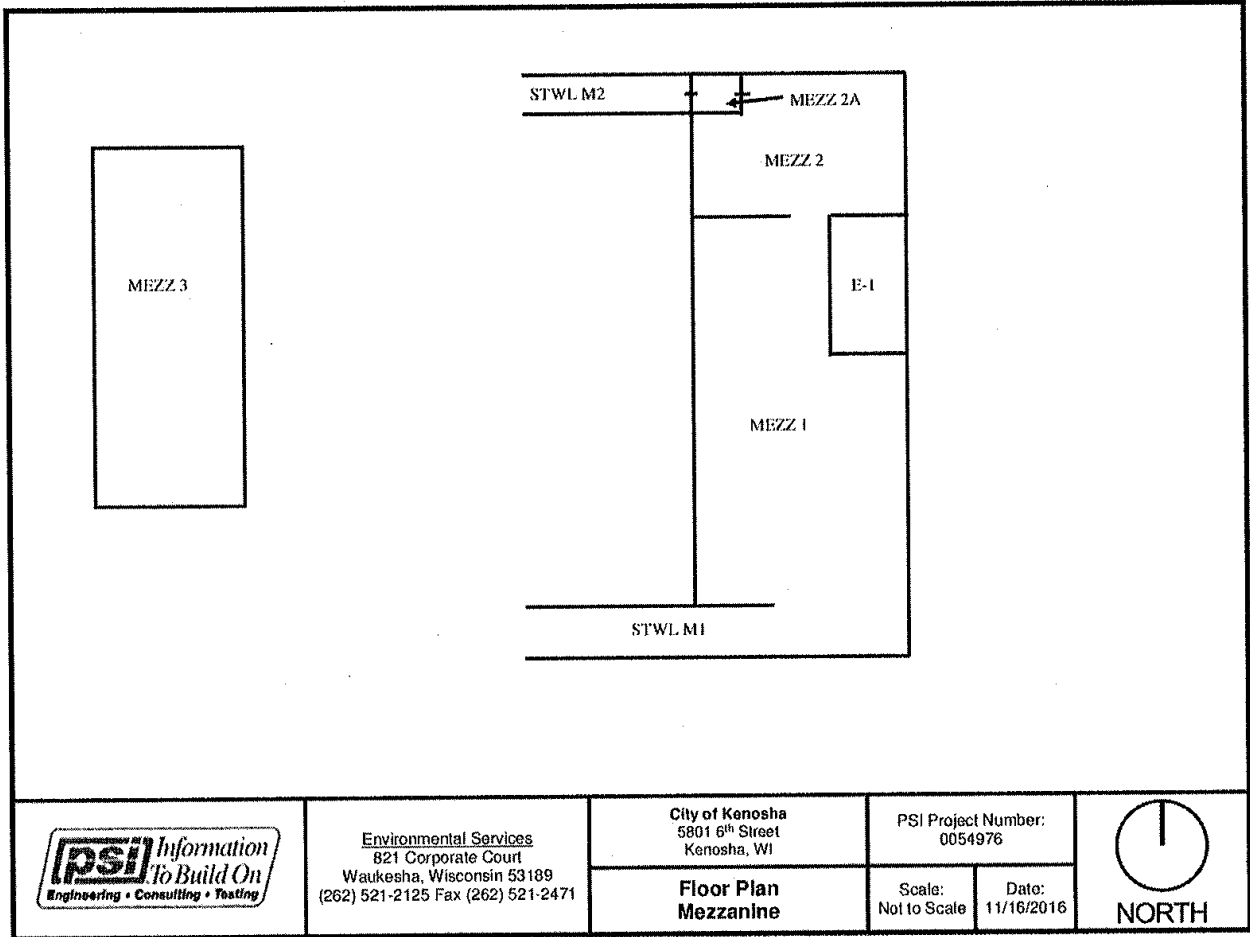 STWL M2
MEZZ 2A
MEZZ 2
MEZZ 3
E-1
MEZZ 1
STWL M1
psi Information
To Build On
Engineering • Consulting • Testing
Environmental Services
821 Corporate Court
Waukesha, Wisconsin 53189
(262) 521-2125 Fax (262) 521-2471
City of Kenosha
5801 6th Street
Kenosha, WI
Floor Plan
Mezzanine
PSI Project Number:
0054976
Scale:
Not to Scale
Date:
11/16/2016
NORTH